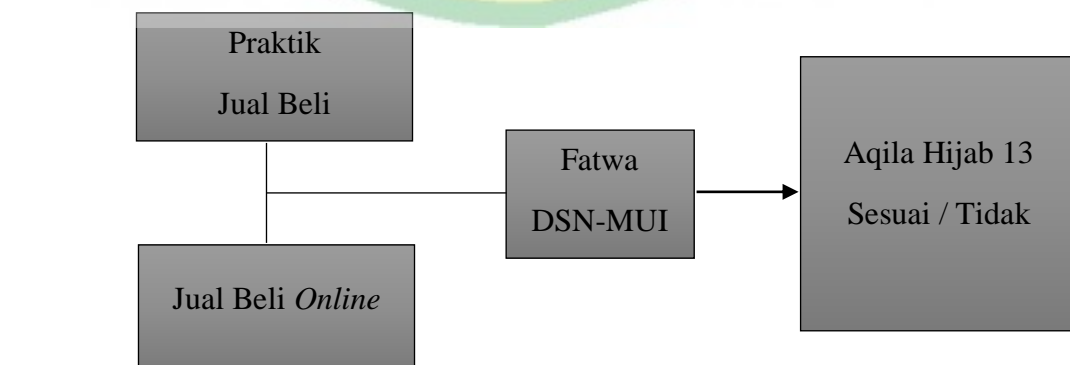 Praktik
Jual Beli
Jual Beli Online
Fatwa
DSN-MUI
Aqila Hijab 13
Sesuai / Tidak